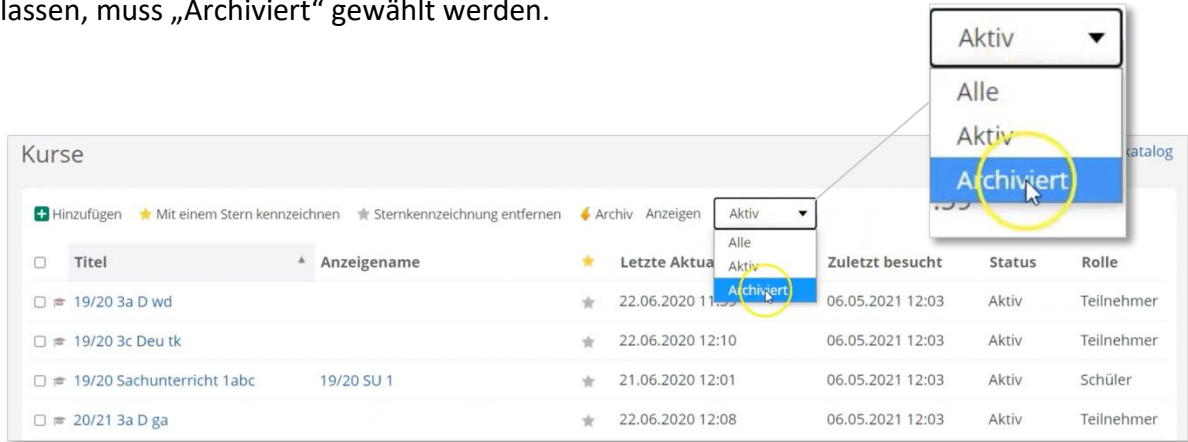 lassen, muss „Archiviert“ gewählt werden.
Aktiv
Alle
Aktiv
Archiviert
Kurse
katalog
Hinzufügen Mit einem Stern kennzeichnen Sternkennzeichnung entfernen Archiv Anzeigen Aktiv
Alle
Aktiv
Archiviert
Titel Anzeigename Letzte Aktua Zuletzt besucht Status Rolle
19/20 3a D wd 22.06.2020 11:59 06.05.2021 12:03 Aktiv Teilnehmer
19/20 3c Deu tk 22.06.2020 12:10 06.05.2021 12:03 Aktiv Teilnehmer
19/20 Sachunterricht 1abc 19/20 SU 1 21.06.2020 12:01 06.05.2021 12:03 Aktiv Schüler
20/21 3a D ga 22.06.2020 12:08 06.05.2021 12:03 Aktiv Teilnehmer